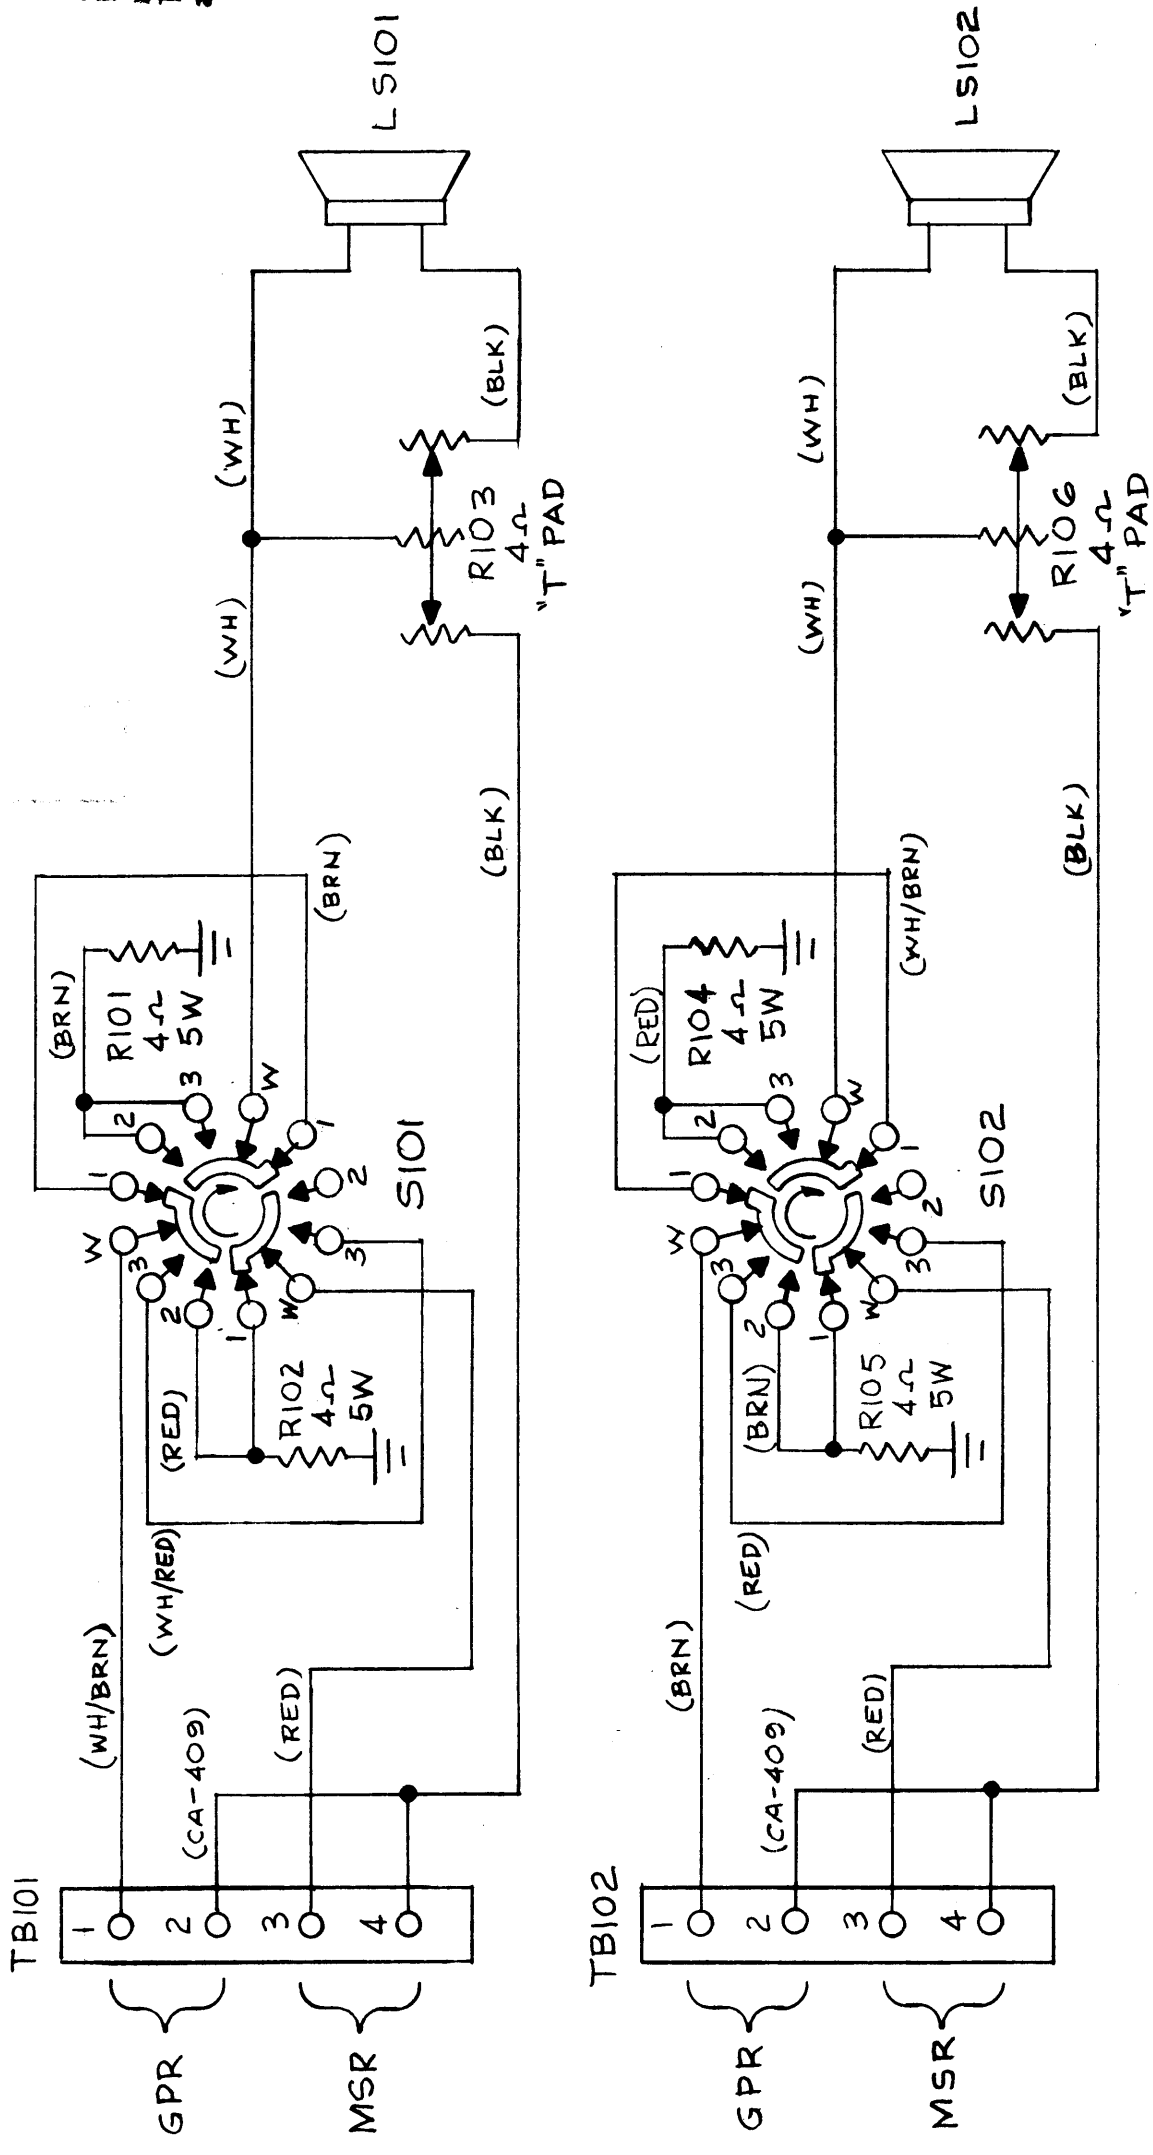 TB101
GPR
MSR
1
2
3
4
(WH/BRN)
(CA-409)
(RED)
(WH/RED)
(RED)
R102
4Ω
5W
W
1
2
3
W
1
2
3
W
1
2
3
S101
(BRN)
R101
4Ω
5W
(BRN)
(WH)
(WH)
(BLK)
R103
4Ω
"T" PAD
(BLK)
LS101
TB102
GPR
MSR
1
2
3
4
(BRN)
(CA-409)
(RED)
(RED)
(BRN)
R105
4Ω
5W
W
1
2
3
W
1
2
3
W
1
2
3
S102
(RED)
R104
4Ω
5W
(WH/BRN)
(WH)
(WH)
(BLK)
R106
4Ω
"T" PAD
(BLK)
LS102